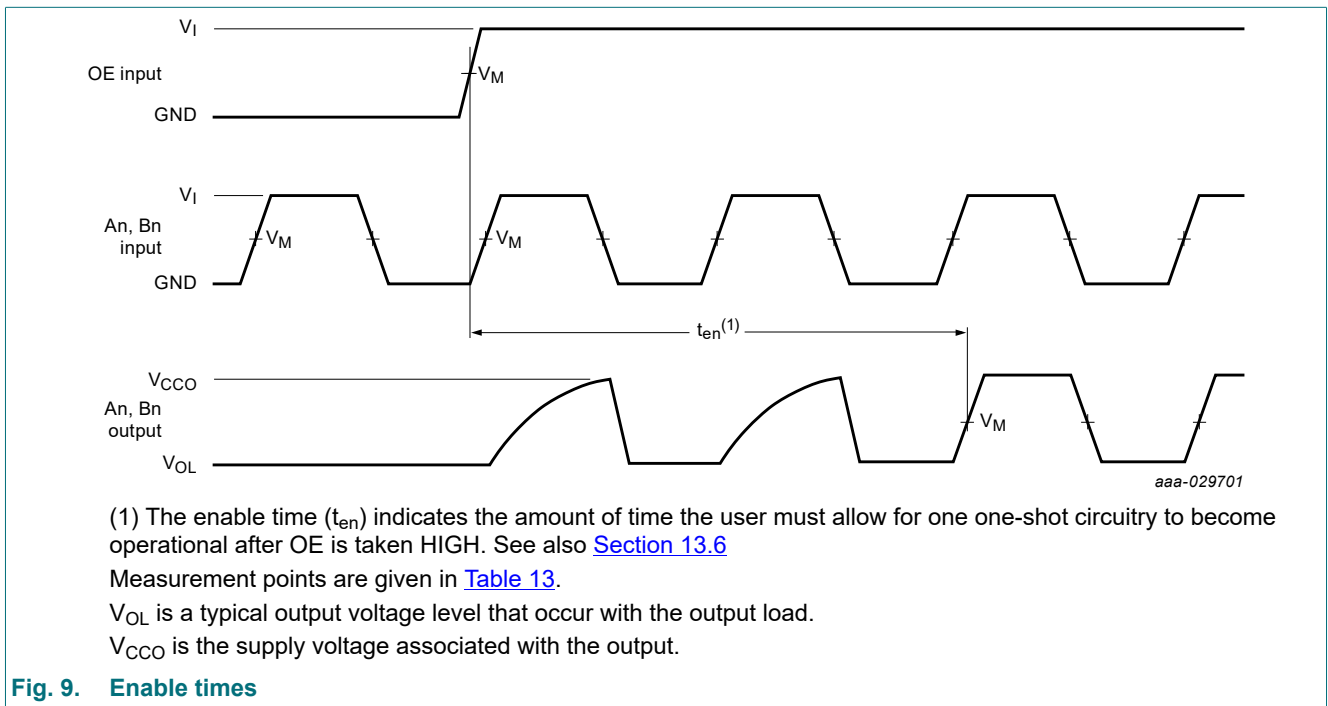 VI
OE input
VM
GND
VI
An, Bn
input
VM
VM
GND
ten(1)
VCCO
An, Bn
output
VM
VOL
aaa-029701
(1) The enable time (ten) indicates the amount of time the user must allow for one one-shot circuitry to become
operational after OE is taken HIGH. See also Section 13.6
Measurement points are given in Table 13.
VOL is a typical output voltage level that occur with the output load.
VCCO is the supply voltage associated with the output.
Fig. 9. Enable times